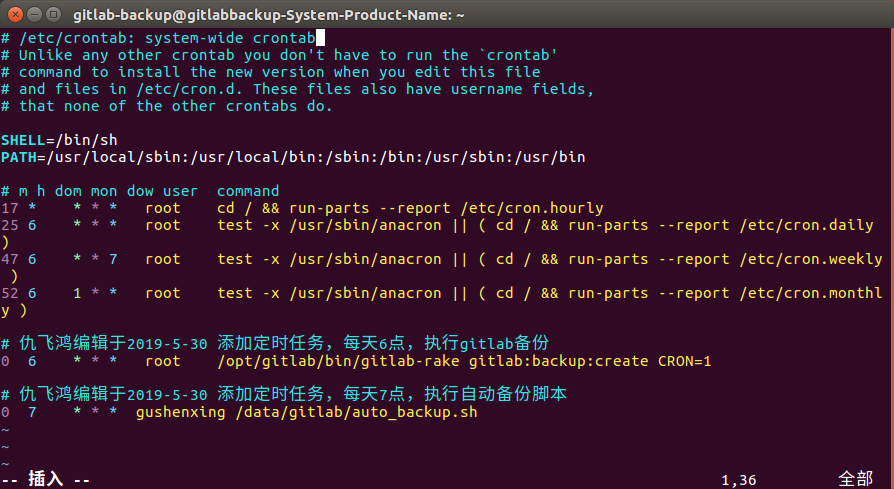 gitlab-backup@gitlabbackup-System-Product-Name: ~
# /etc/crontab: system-wide crontab
# Unlike any other crontab you don't have to run the `crontab'
# command to install the new version when you edit this file
# and files in /etc/cron.d. These files also have username fields,
# that none of the other crontabs do.
SHELL=/bin/sh
PATH=/usr/local/sbin:/usr/local/bin:/sbin:/bin:/usr/sbin:/usr/bin
# m h dom mon dow user  command
17 *    * * *   root    cd / && run-parts --report /etc/cron.hourly
25 6    * * *   root    test -x /usr/sbin/anacron || ( cd / && run-parts --report /etc/cron.daily
)
47 6    * * 7   root    test -x /usr/sbin/anacron || ( cd / && run-parts --report /etc/cron.weekly
 )
52 6    1 * *   root    test -x /usr/sbin/anacron || ( cd / && run-parts --report /etc/cron.monthl
y )
# 仇飞鸿编辑于2019-5-30 添加定时任务，每天6点，执行gitlab备份
0  6    * * *   root    /opt/gitlab/bin/gitlab-rake gitlab:backup:create CRON=1
# 仇飞鸿编辑于2019-5-30 添加定时任务，每天7点，执行自动备份脚本
0  7    * * *  gushenxing /data/gitlab/auto_backup.sh
~
~
~
-- 插入 --                                                                      1,36         全部